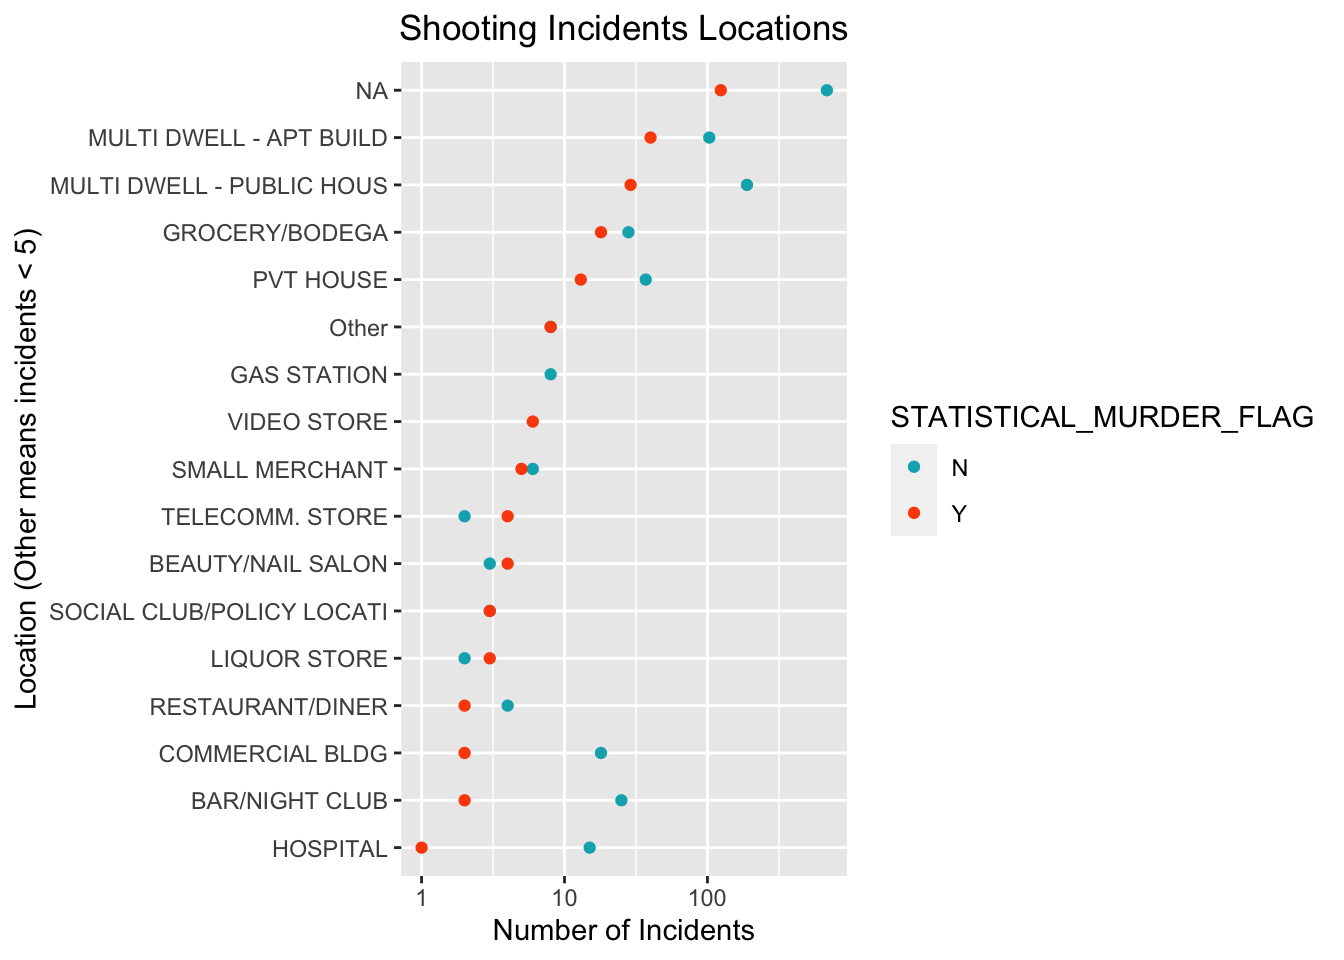 Shooting Incidents Locations
Location (Other means incidents < 5)
NA
MULTI DWELL - APT BUILD
MULTI DWELL - PUBLIC HOUS
GROCERY/BODEGA
PVT HOUSE
Other
GAS STATION
VIDEO STORE
SMALL MERCHANT
TELECOMM. STORE
BEAUTY/NAIL SALON
SOCIAL CLUB/POLICY LOCATI
LIQUOR STORE
RESTAURANT/DINER
COMMERCIAL BLDG
BAR/NIGHT CLUB
HOSPITAL
1 10 100
Number of Incidents
STATISTICAL_MURDER_FLAG
N
Y